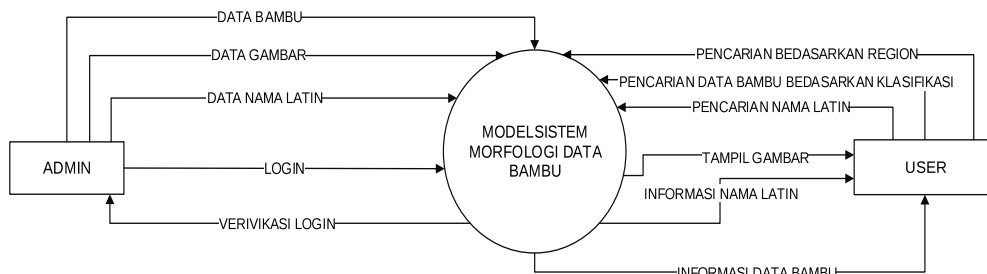 DATA BAMBU
DATA GAMBAR
PENCARIAN BEDASARKAN REGION
PENCARIAN DATA BAMBU BEDASARKAN KLASIFIKASI
DATA NAMA LATIN
PENCARIAN NAMA LATIN
MODELSISTEM
MORFOLOGI DATA
BAMBU
ADMIN
LOGIN
TAMPIL GAMBAR
USER
INFORMASI NAMA LATIN
VERIVIKASI LOGIN
INFORMASI DATA BAMBU